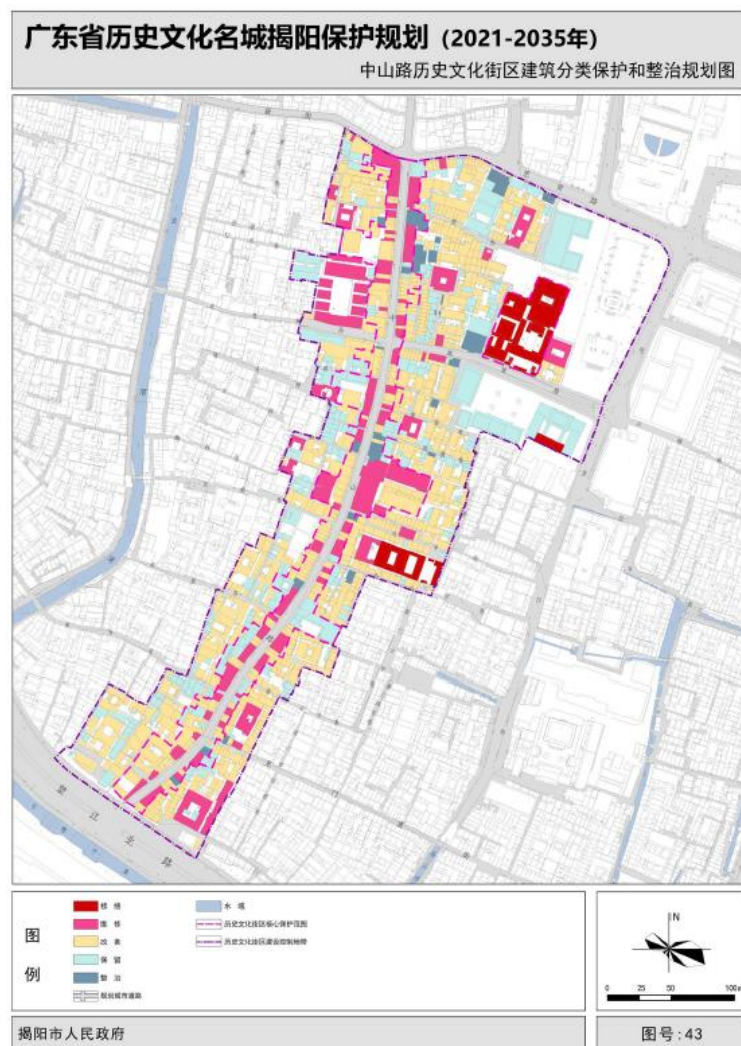 广东省历史文化名城揭阳保护规划（2021-2035年）
中山路历史文化街区建筑分类保护和整治规划图
望江北路
图例
修缮
维修
改善
保留
整治
规划城市道路
水域
历史文化街区核心保护范围
历史文化街区建设控制地带
N
0 25 50 100m
揭阳市人民政府
图号:43